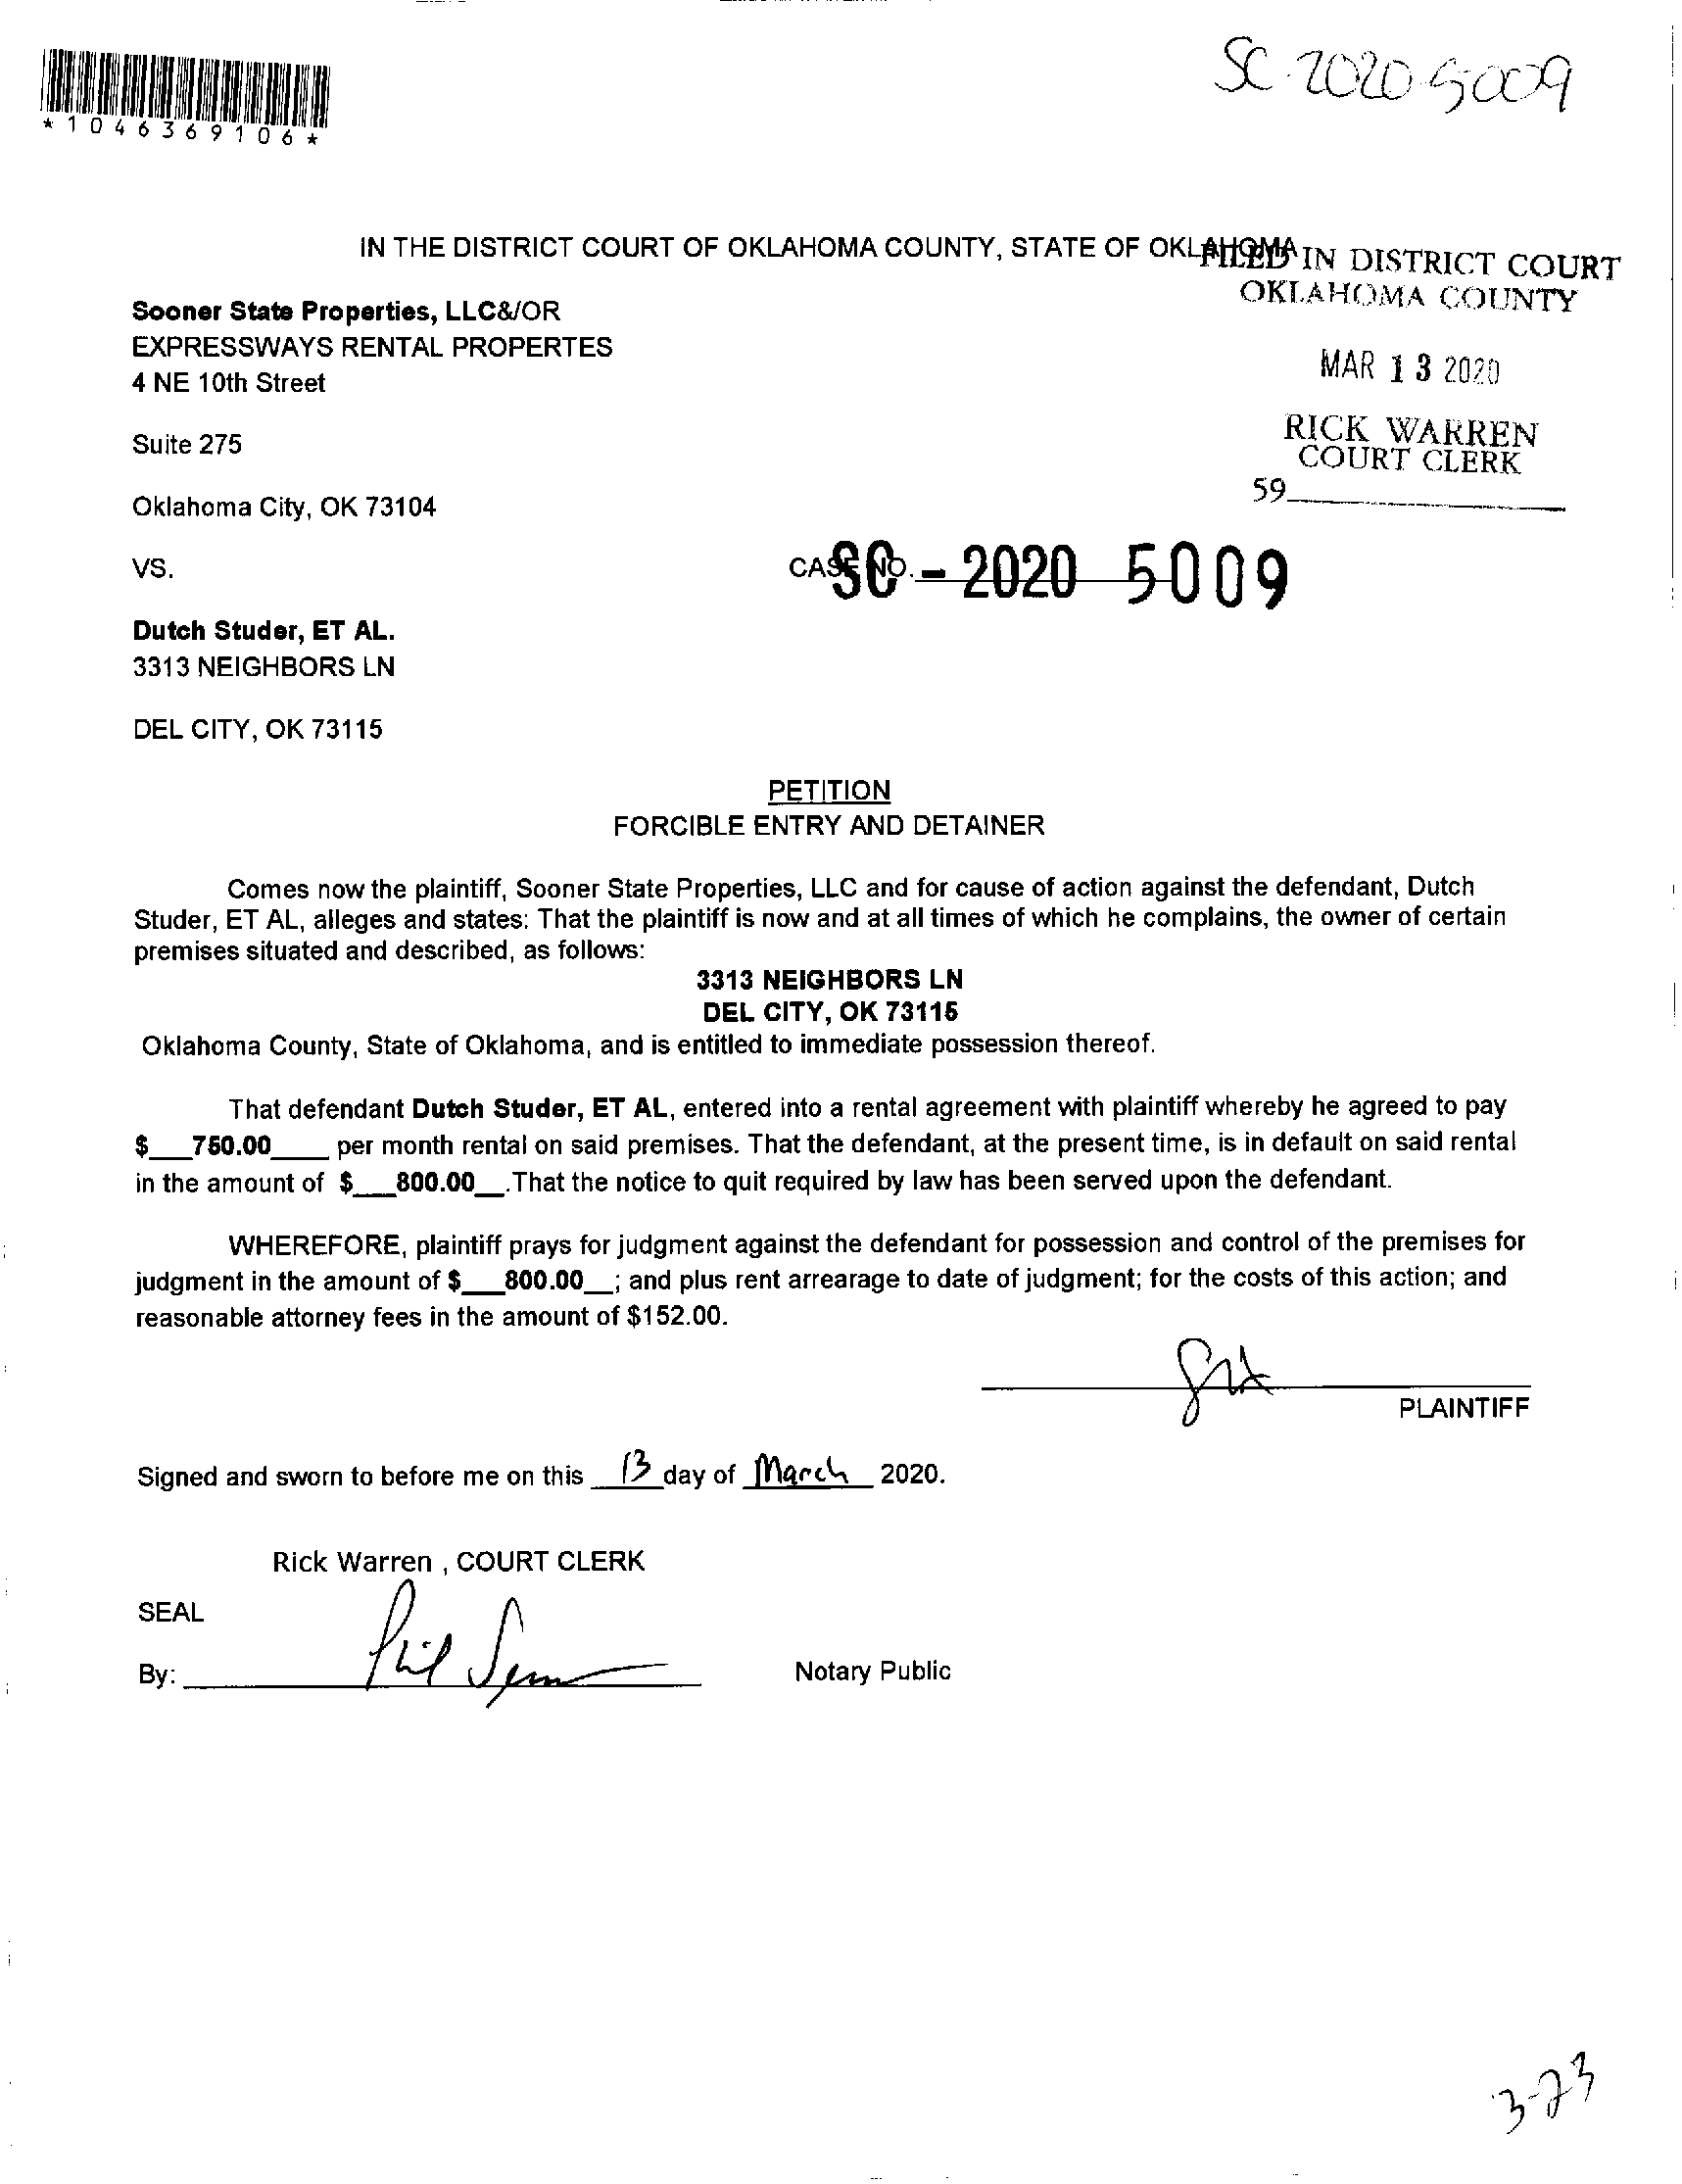 SC-2020-5009
*1046369106*
IN THE DISTRICT COURT OF OKLAHOMA COUNTY, STATE OF OKLAHOMA
FILED IN DISTRICT COURT
OKLAHOMA COUNTY
Sooner State Properties, LLC&/OR
EXPRESSWAYS RENTAL PROPERTES
4 NE 10th Street
MAR 13 2020
Suite 275
RICK WARREN
COURT CLERK
59
Oklahoma City, OK 73104
VS.
CASE NO. SC - 2020 5009
Dutch Studer, ET AL.
3313 NEIGHBORS LN
DEL CITY, OK 73115
PETITION
FORCIBLE ENTRY AND DETAINER
Comes now the plaintiff, Sooner State Properties, LLC and for cause of action against the defendant, Dutch
Studer, ET AL, alleges and states: That the plaintiff is now and at all times of which he complains, the owner of certain
premises situated and described, as follows:
3313 NEIGHBORS LN
DEL CITY, OK 73115
Oklahoma County, State of Oklahoma, and is entitled to immediate possession thereof.
That defendant Dutch Studer, ET AL, entered into a rental agreement with plaintiff whereby he agreed to pay
$___750.00____ per month rental on said premises. That the defendant, at the present time, is in default on said rental
in the amount of $___800.00__.That the notice to quit required by law has been served upon the defendant.
WHEREFORE, plaintiff prays for judgment against the defendant for possession and control of the premises for
judgment in the amount of $___800.00__; and plus rent arrearage to date of judgment; for the costs of this action; and
reasonable attorney fees in the amount of $152.00.
PLAINTIFF
Signed and sworn to before me on this 13 day of March 2020.
Rick Warren , COURT CLERK
SEAL
By: Notary Public
3-23